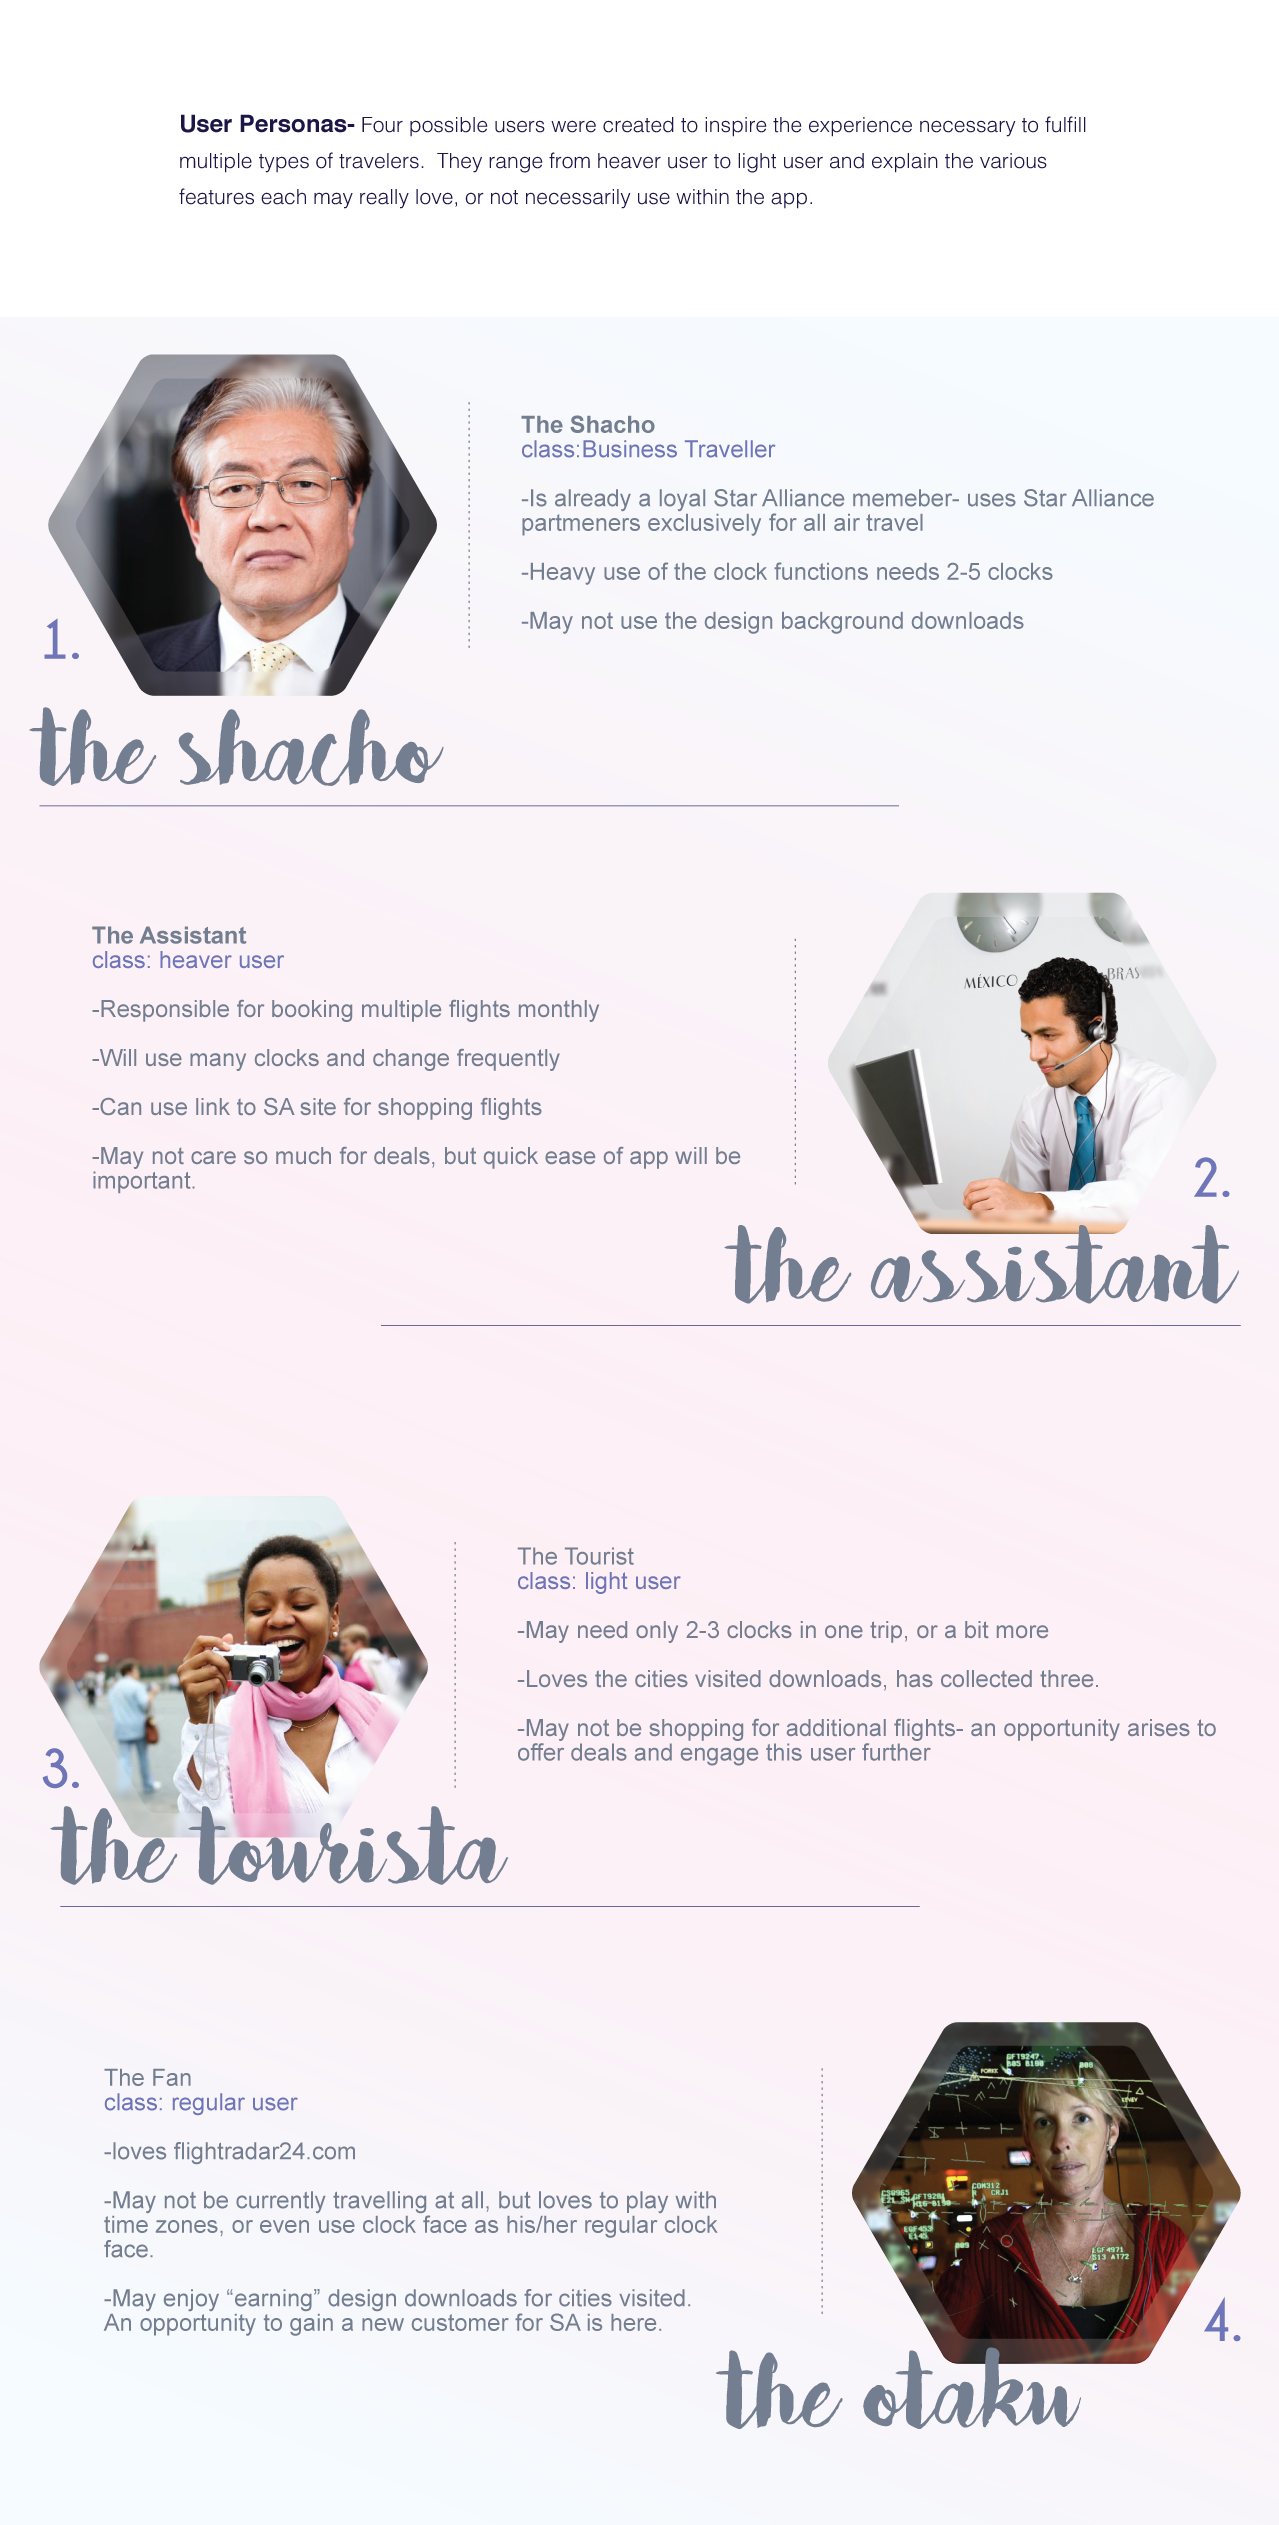 User Personas- Four possible users were created to inspire the experience necessary to fulfill
multiple types of travelers.  They range from heaver user to light user and explain the various
features each may really love, or not necessarily use within the app.
The Shacho
class:Business Traveller
-Is already a loyal Star Alliance memeber- uses Star Alliance
partmeners exclusively for all air travel
-Heavy use of the clock functions needs 2-5 clocks
-May not use the design background downloads
1.
the shacho
The Assistant
class: heaver user
-Responsible for booking multiple flights monthly
-Will use many clocks and change frequently
-Can use link to SA site for shopping flights
-May not care so much for deals, but quick ease of app will be
important.
MÉXICO
2.
the assistant
The Tourist
class: light user
-May need only 2-3 clocks in one trip, or a bit more
-Loves the cities visited downloads, has collected three.
-May not be shopping for additional flights- an opportunity arises to
offer deals and engage this user further
3.
the tourista
The Fan
class: regular user
-loves flightradar24.com
-May not be currently travelling at all, but loves to play with
time zones, or even use clock face as his/her regular clock
face.
-May enjoy “earning” design downloads for cities visited.
An opportunity to gain a new customer for SA is here.
GFT9247
4.
the otaku